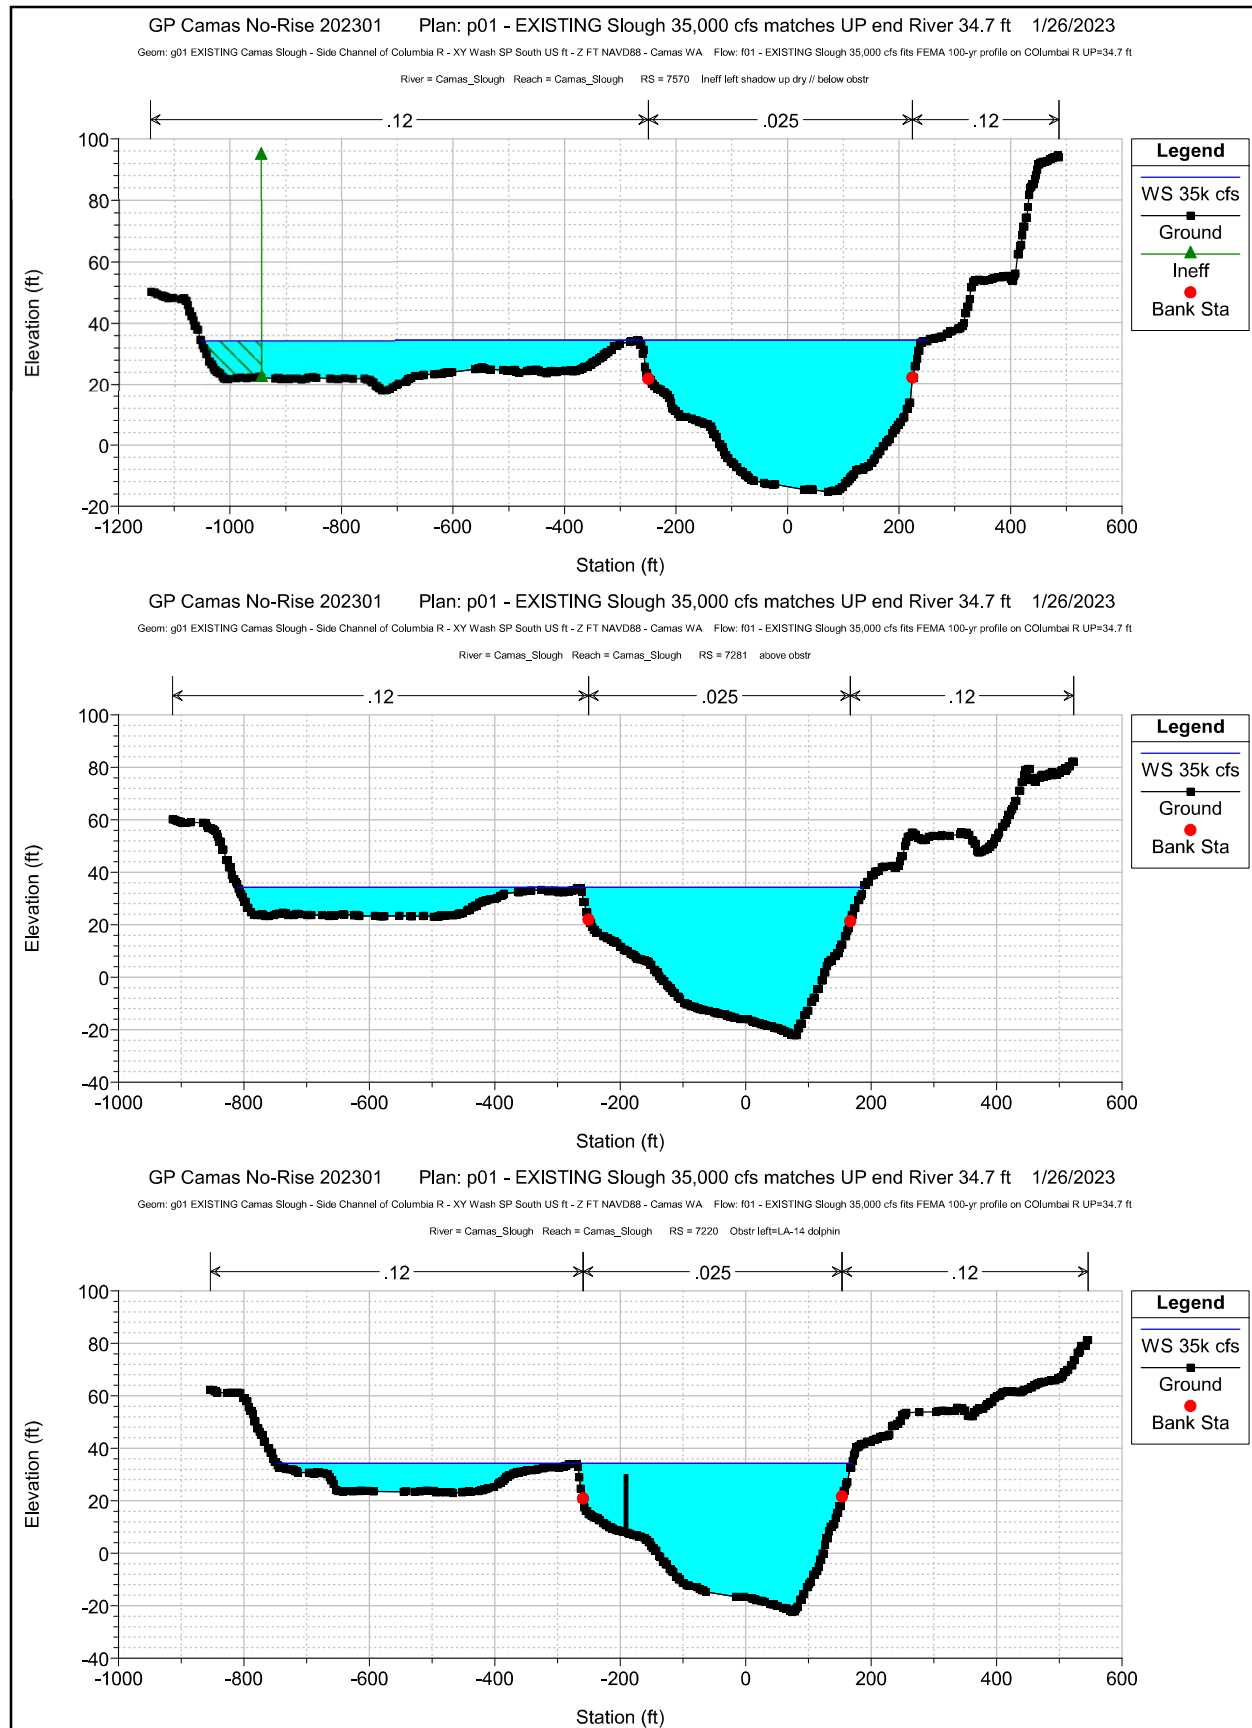 GP Camas No-Rise 202301 Plan: p01 - EXISTING Slough 35,000 cfs matches UP end River 34.7 ft 1/26/2023
Geom: g01 EXISTING Camas Slough - Side Channel of Columbia R - XY Wash SP South US ft - Z FT NAVD88 - Camas WA Flow: f01 - EXISTING Slough 35,000 cfs fits FEMA 100-yr profile on COlumbai R UP=34.7 ft
River = Camas_Slough Reach = Camas_Slough RS = 7570 Ineff left shadow up dry // below obstr
.12 .025 .12
100
80
60
40
20
0
-20
Elevation (ft)
-1200 -1000 -800 -600 -400 -200 0 200 400 600
Station (ft)
Legend
WS 35k cfs
Ground
Ineff
Bank Sta
GP Camas No-Rise 202301 Plan: p01 - EXISTING Slough 35,000 cfs matches UP end River 34.7 ft 1/26/2023
Geom: g01 EXISTING Camas Slough - Side Channel of Columbia R - XY Wash SP South US ft - Z FT NAVD88 - Camas WA Flow: f01 - EXISTING Slough 35,000 cfs fits FEMA 100-yr profile on COlumbai R UP=34.7 ft
River = Camas_Slough Reach = Camas_Slough RS = 7281 above obstr
.12 .025 .12
100
80
60
40
20
0
-20
-40
Elevation (ft)
-1000 -800 -600 -400 -200 0 200 400 600
Station (ft)
Legend
WS 35k cfs
Ground
Bank Sta
GP Camas No-Rise 202301 Plan: p01 - EXISTING Slough 35,000 cfs matches UP end River 34.7 ft 1/26/2023
Geom: g01 EXISTING Camas Slough - Side Channel of Columbia R - XY Wash SP South US ft - Z FT NAVD88 - Camas WA Flow: f01 - EXISTING Slough 35,000 cfs fits FEMA 100-yr profile on COlumbai R UP=34.7 ft
River = Camas_Slough Reach = Camas_Slough RS = 7220 Obstr left=LA-14 dolphin
.12 .025 .12
100
80
60
40
20
0
-20
-40
Elevation (ft)
-1000 -800 -600 -400 -200 0 200 400 600
Station (ft)
Legend
WS 35k cfs
Ground
Bank Sta